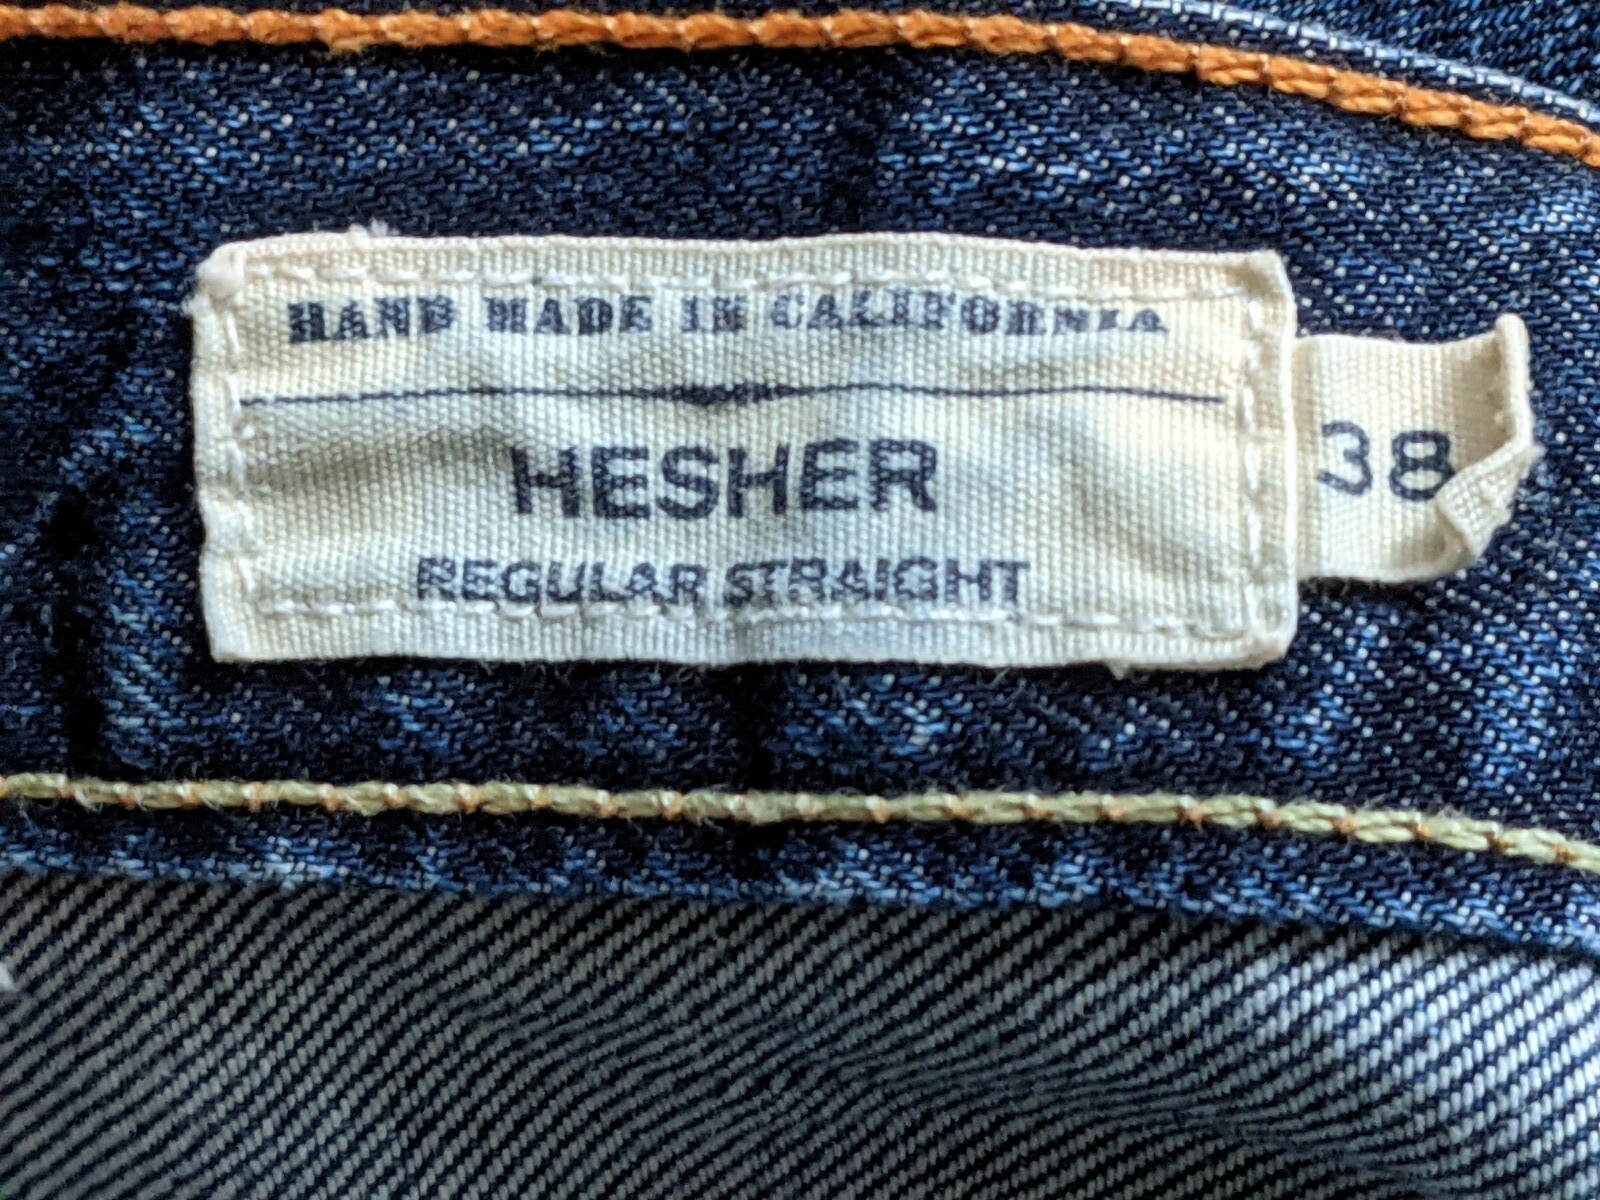 HAND MADE IN CALIFORNIA
HESHER
REGULAR STRAIGHT
38